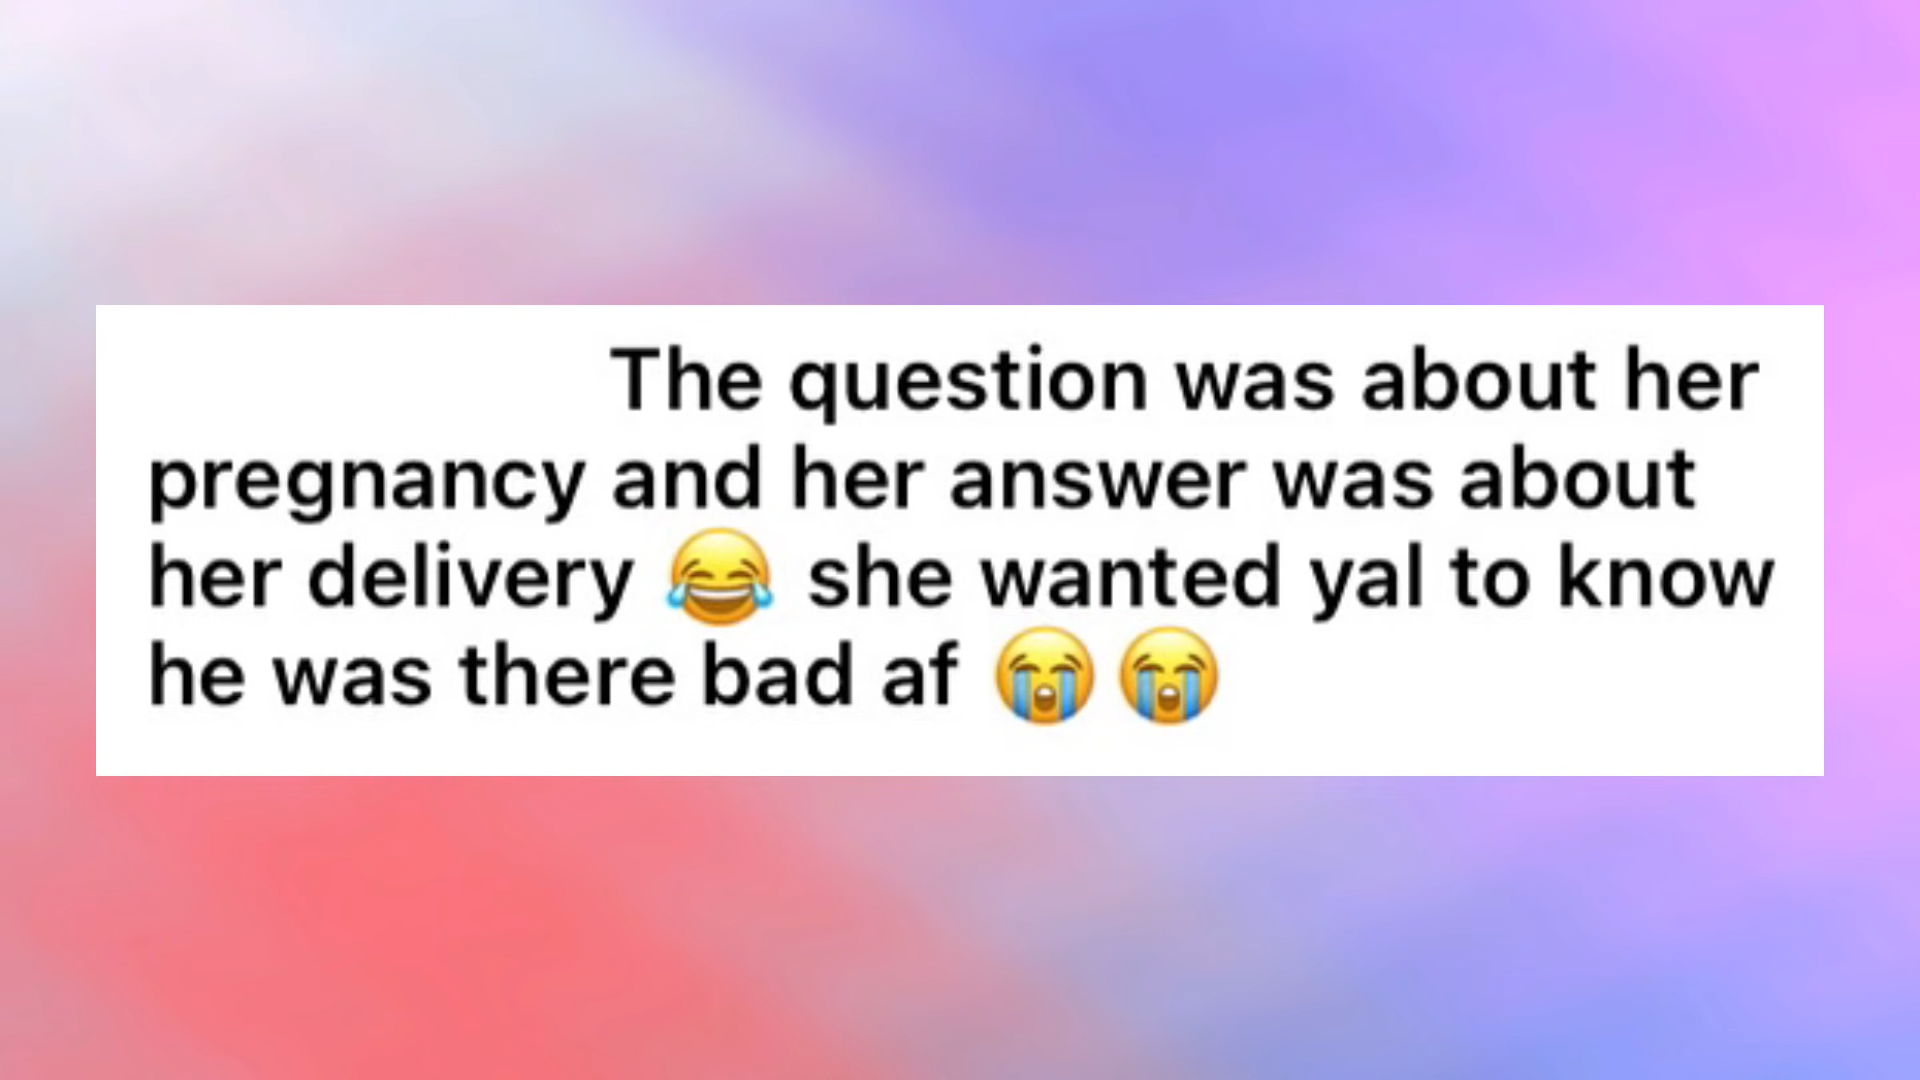 The question was about her
pregnancy and her answer was about
her delivery 😂 she wanted yal to know
he was there bad af 😭😭